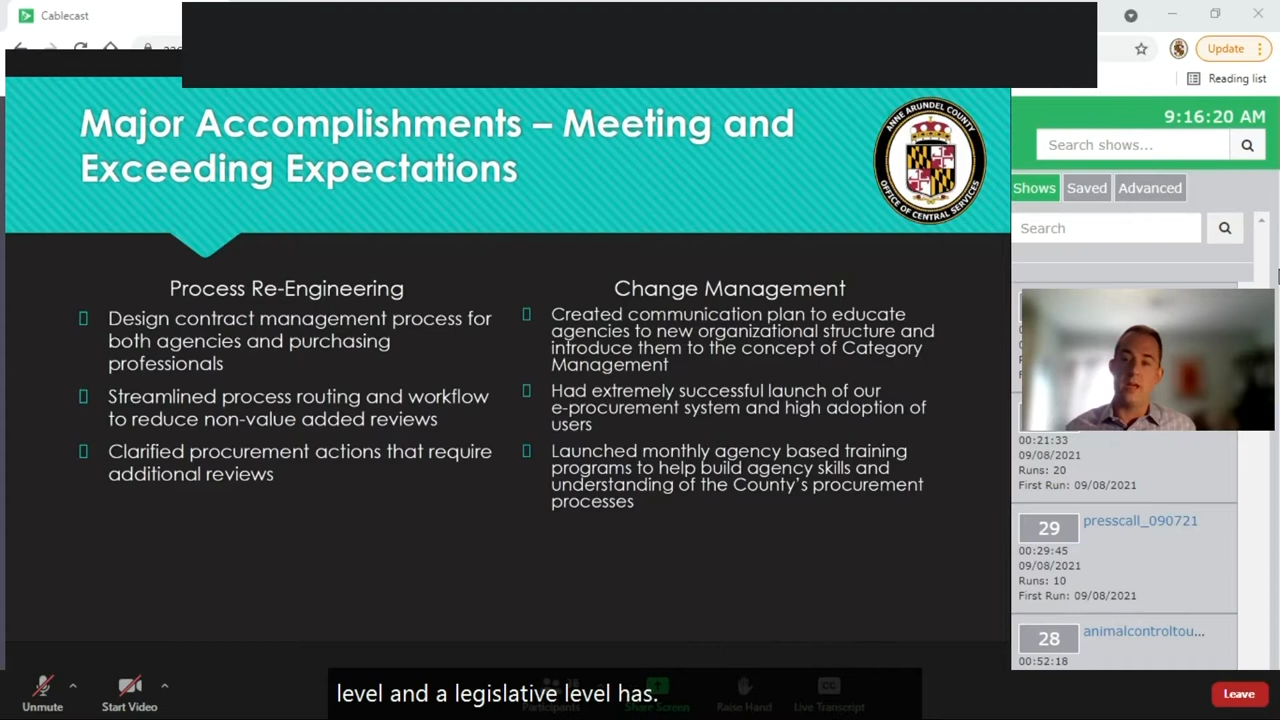 Cablecast
Update
Reading list
Major Accomplishments – Meeting and
Exceeding Expectations
ANNE ARUNDEL COUNTY
OFFICE OF CENTRAL SERVICES
9:16:20 AM
Search shows...
Shows
Saved
Advanced
Search
Process Re-Engineering
Design contract management process for
both agencies and purchasing
professionals
Streamlined process routing and workflow
to reduce non-value added reviews
Clarified procurement actions that require
additional reviews
Change Management
Created communication plan to educate
agencies to new organizational structure and
introduce them to the concept of Category
Management
Had extremely successful launch of our
e-procurement system and high adoption of
users
Launched monthly agency based training
programs to help build agency skills and
understanding of the County's procurement
processes
00:21:33
09/08/2021
Runs: 20
First Run: 09/08/2021
29
presscall_090721
00:29:45
09/08/2021
Runs: 10
First Run: 09/08/2021
28
animalcontroltou...
00:52:18
level and a legislative level has.
Unmute
Start Video
Participants
Share Screen
Raise Hand
Live Transcript
Leave